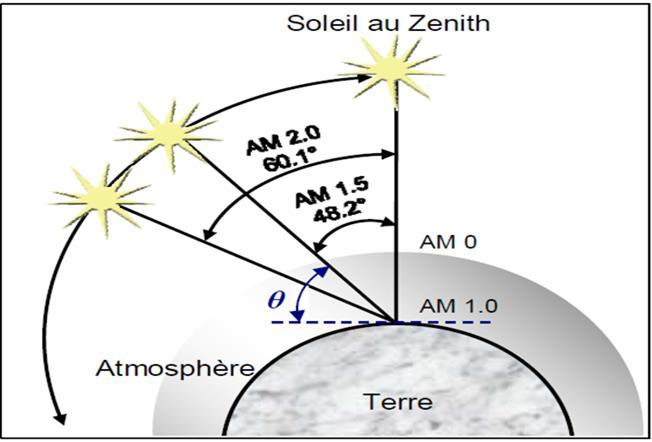 Soleil au Zenith
AM 2.0
60.1°
AM 1.5
48.2°
AM 0
θ
AM 1.0
Atmosphère
Terre